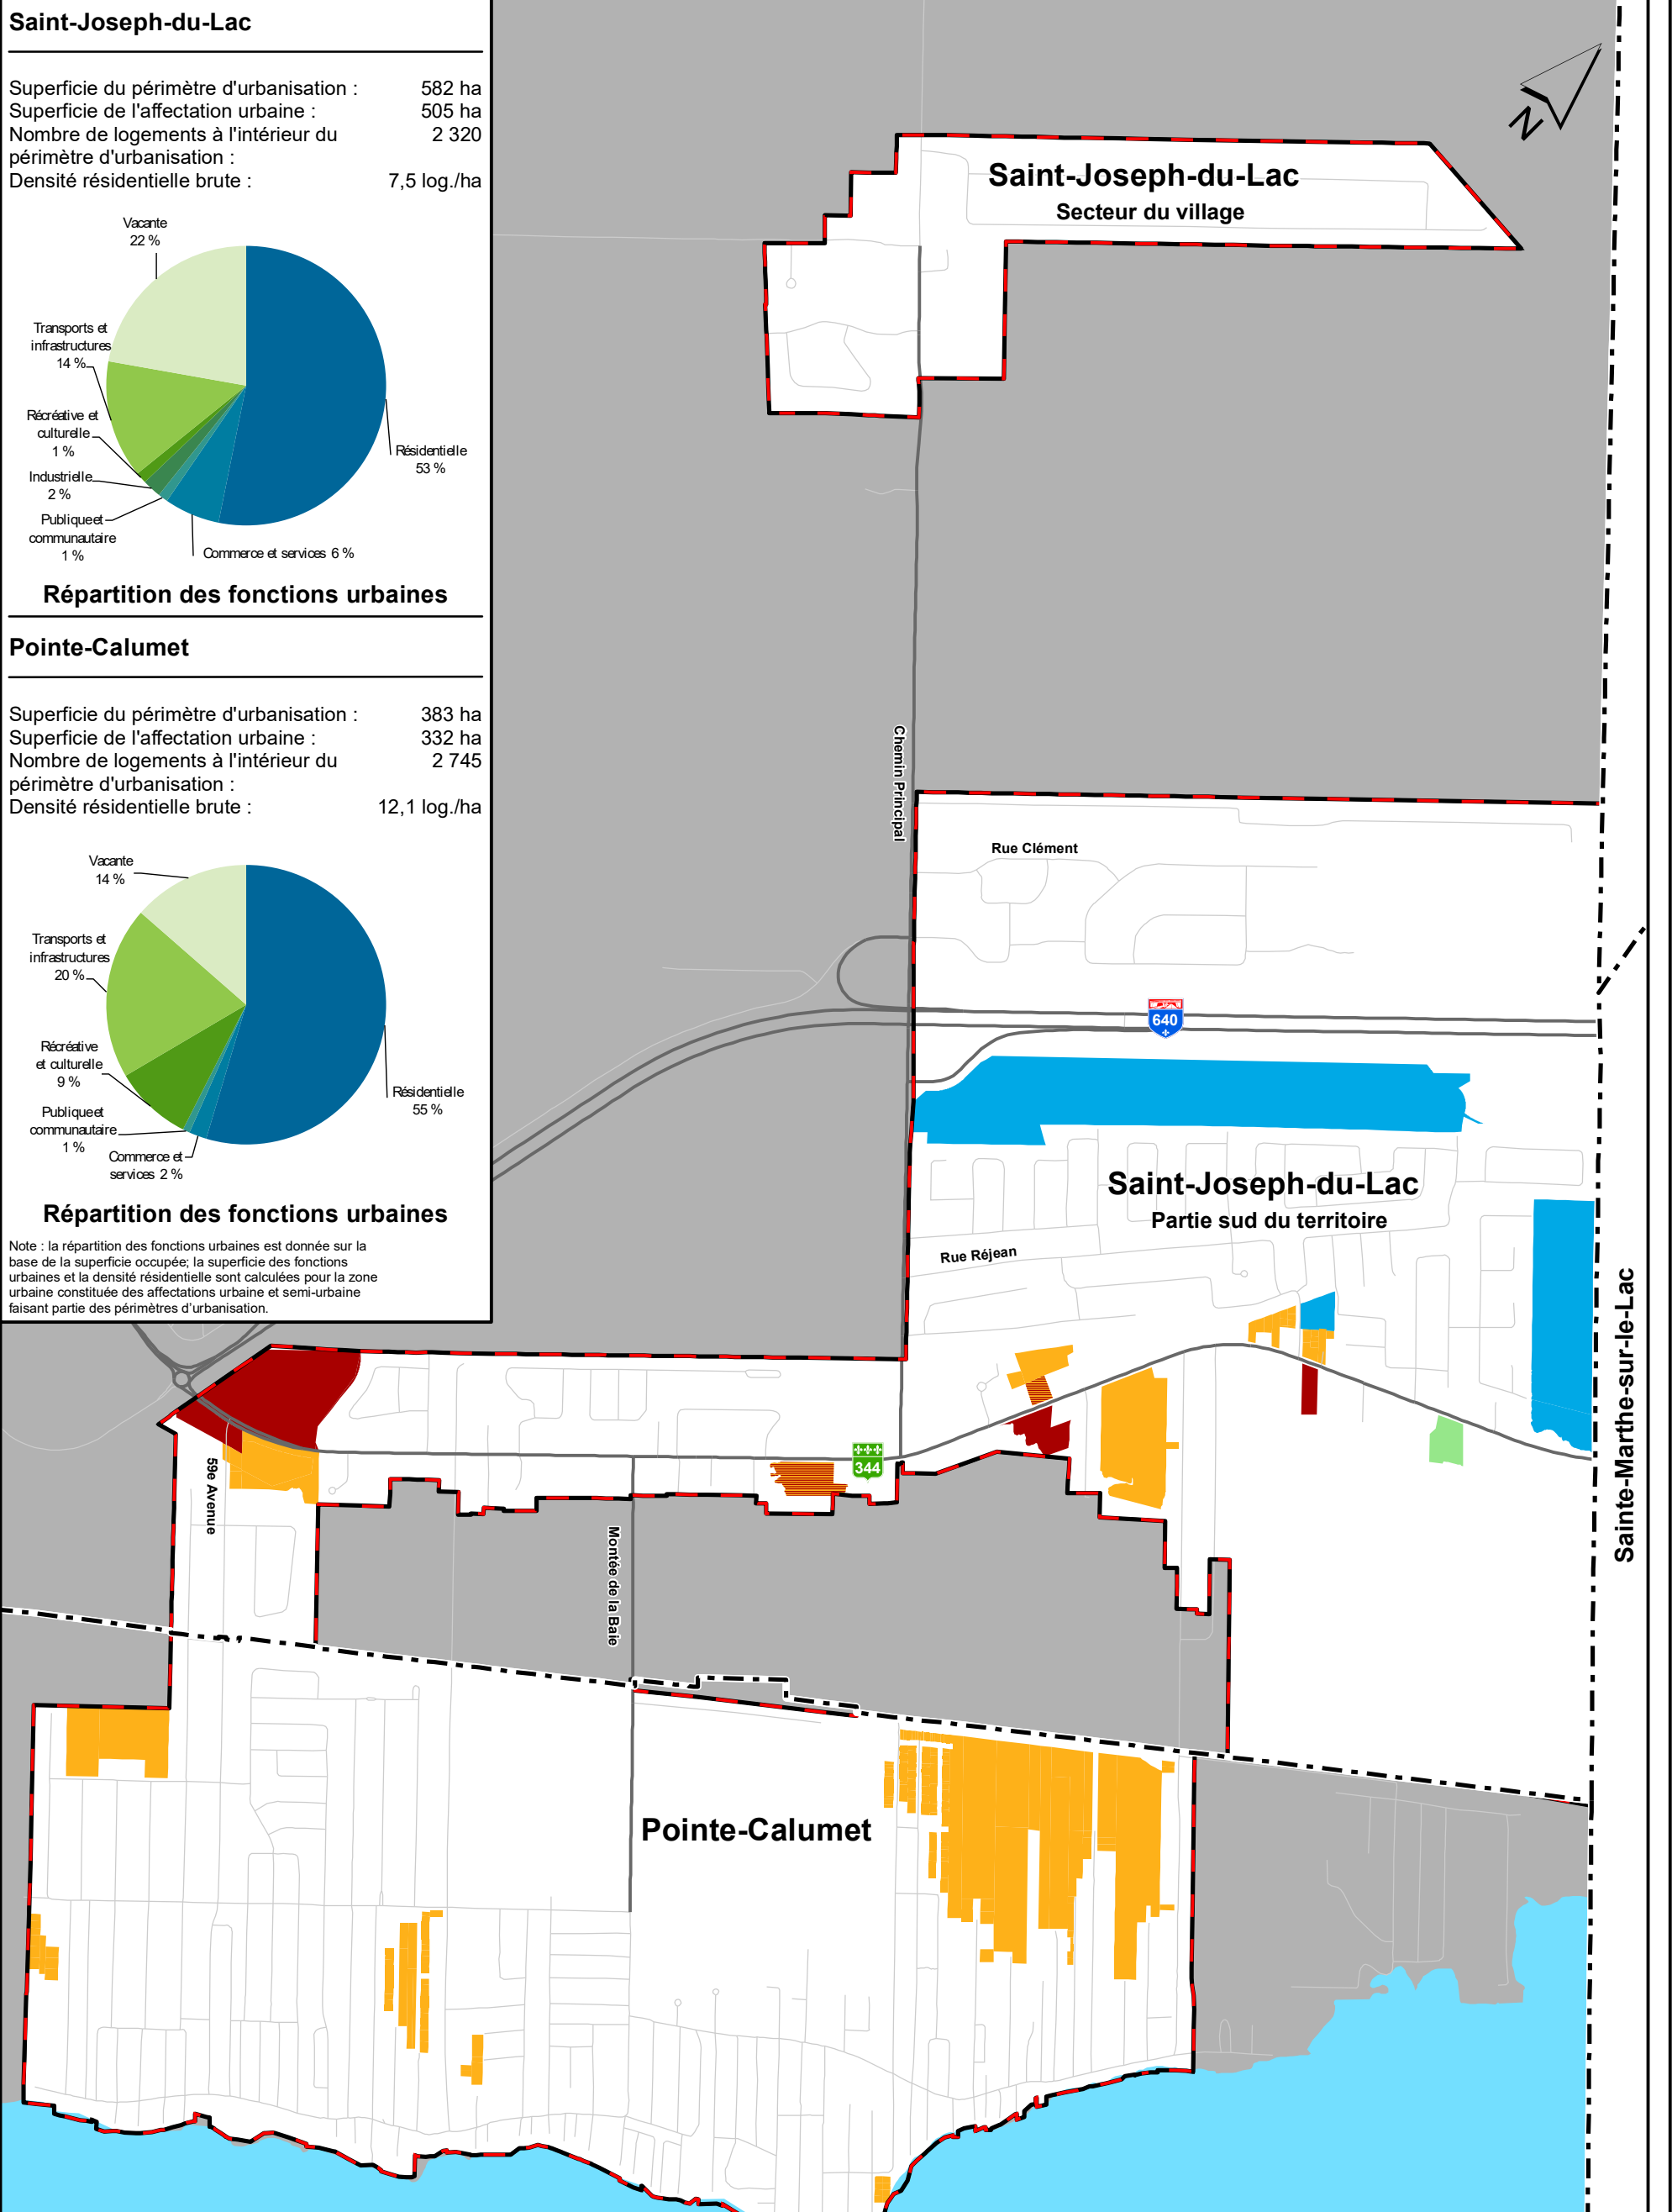 Saint-Joseph-du-Lac
Superficie du périmètre d'urbanisation : 582 ha
Superficie de l'affectation urbaine : 505 ha
Nombre de logements à l'intérieur du 2 320
périmètre d'urbanisation :
Densité résidentielle brute : 7,5 log./ha
Vacante
22 %
Transports et
infrastructures
14 %
Récréative et
culturelle
1 %
Industrielle
2 %
Publique et
communautaire
1 %
Commerce et services 6 %
Résidentielle
53 %
Répartition des fonctions urbaines
Pointe-Calumet
Superficie du périmètre d'urbanisation : 383 ha
Superficie de l'affectation urbaine : 332 ha
Nombre de logements à l'intérieur du 2 745
périmètre d'urbanisation :
Densité résidentielle brute : 12,1 log./ha
Vacante
14 %
Transports et
infrastructures
20 %
Récréative
et culturelle
9 %
Publique et
communautaire
1 %
Commerce et
services 2 %
Résidentielle
55 %
Répartition des fonctions urbaines
Note : la répartition des fonctions urbaines est donnée sur la
base de la superficie occupée; la superficie des fonctions
urbaines et la densité résidentielle sont calculées pour la zone
urbaine constituée des affectations urbaine et semi-urbaine
faisant partie des périmètres d'urbanisation.
N
Saint-Joseph-du-Lac
Secteur du village
Chemin Principal
Rue Clément
640
Saint-Joseph-du-Lac
Partie sud du territoire
Rue Réjean
Sainte-Marthe-sur-le-Lac
344
59e Avenue
Montée de la Baie
Pointe-Calumet